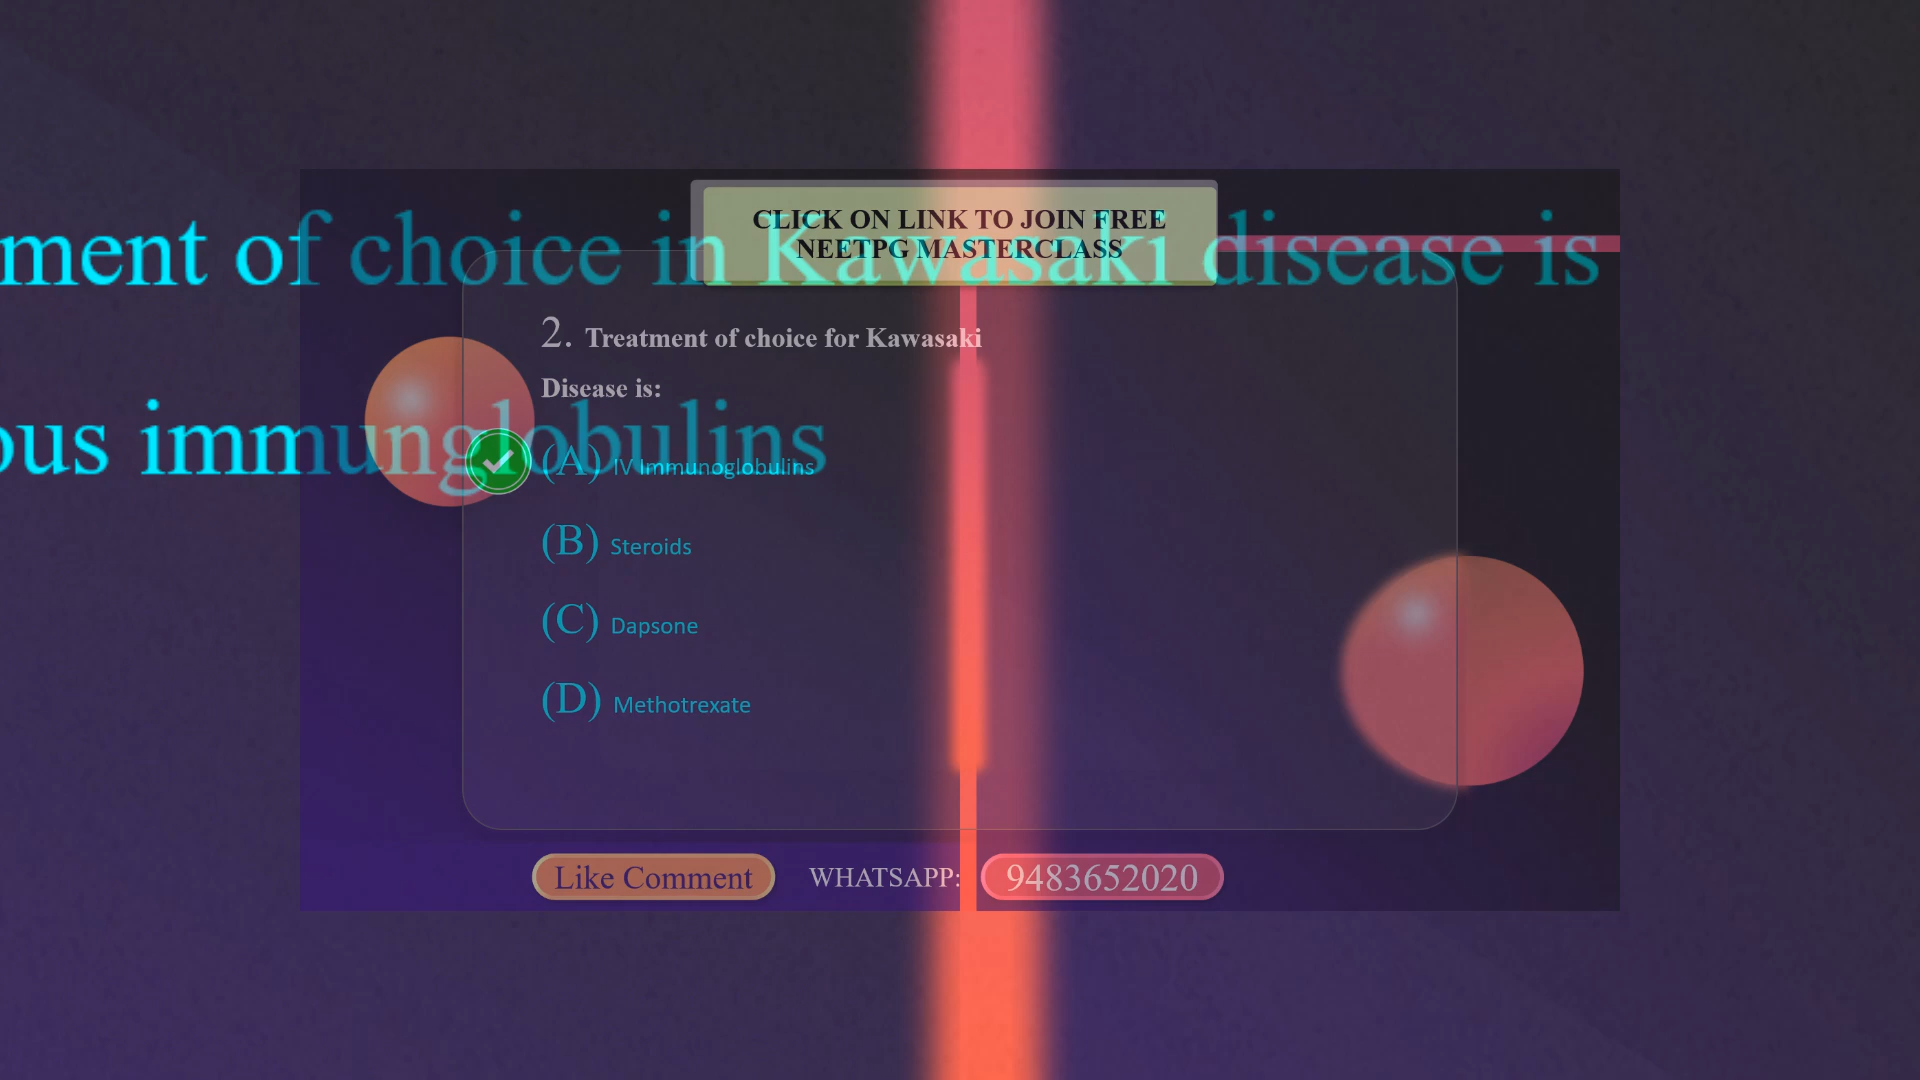 CLICK ON LINK TO JOIN FREE
NEETPG MASTERCLASS
ment of choice in Kawasaki disease is
2. Treatment of choice for Kawasaki
Disease is:
ous immunglobulins
(A) IV Immunoglobulins
(B) Steroids
(C) Dapsone
(D) Methotrexate
Like Comment WHATSAPP: 9483652020